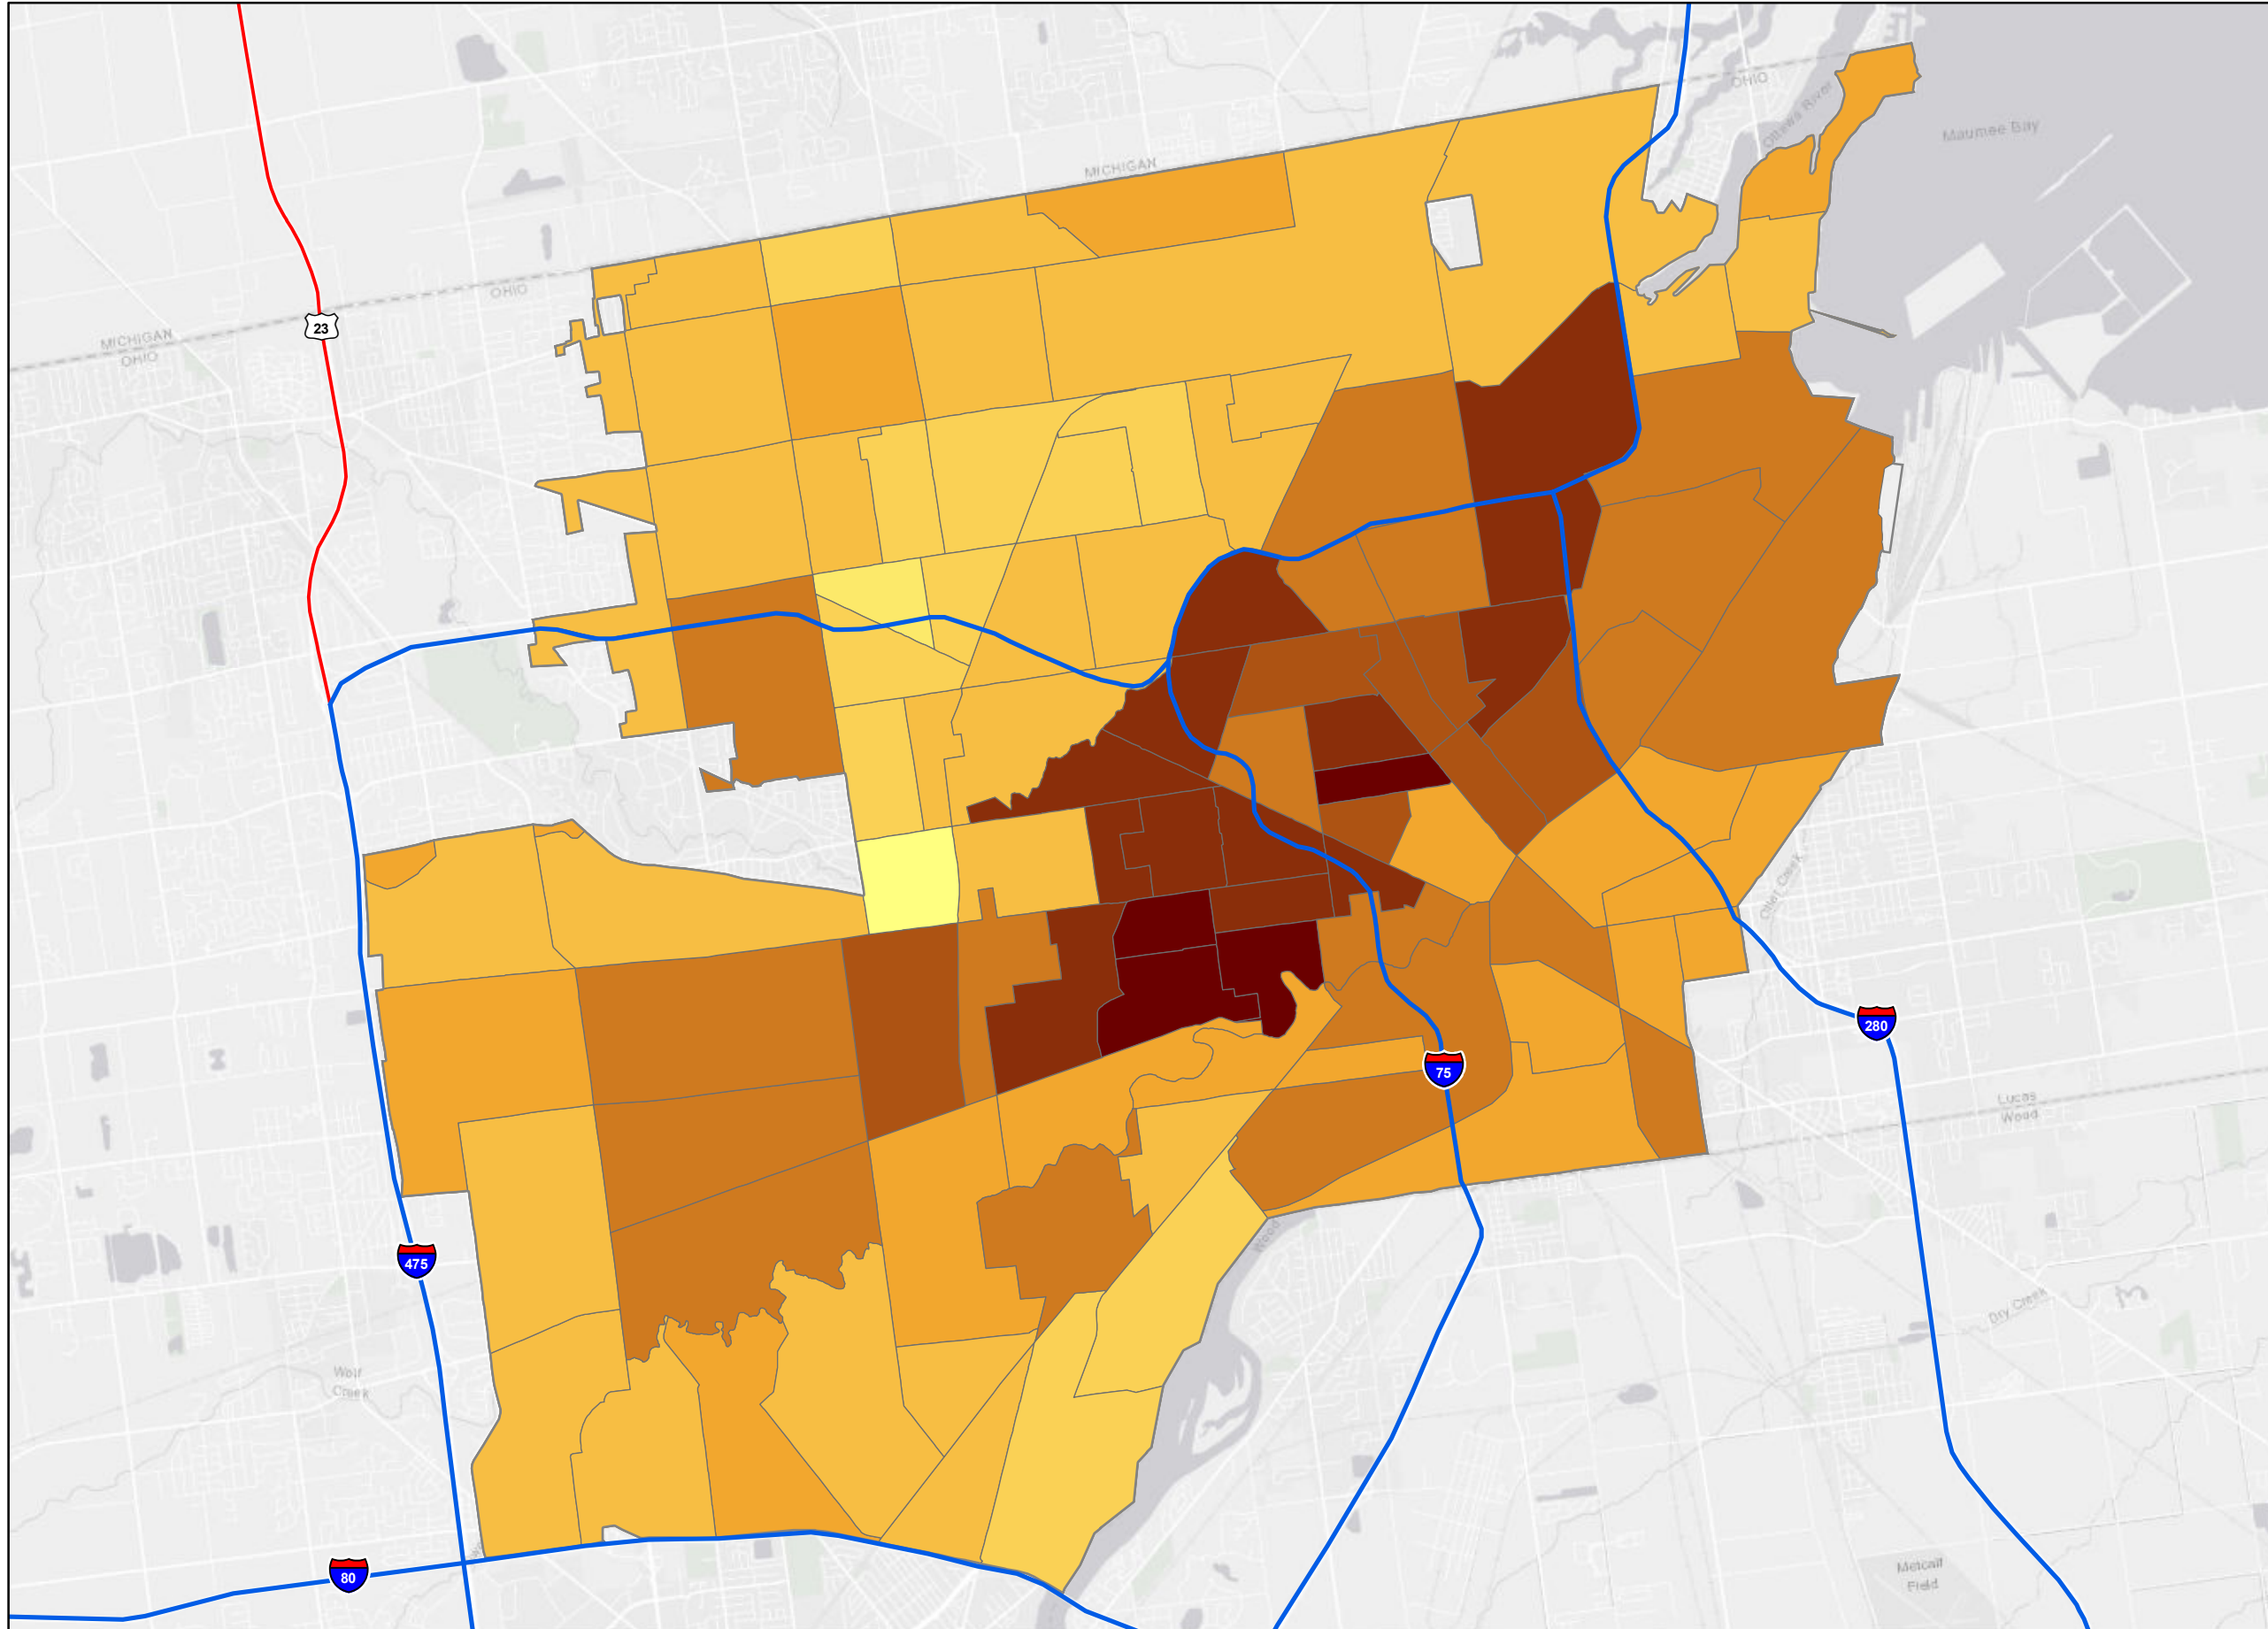 OHIO
Ottawa River
Maumee Bay
MICHIGAN
OHIO
23
MICHIGAN
OHIO
Otter Creek
280
75
Lucas
Wood
Wood
475
Dry Creek
Wolf
Creek
80
Metcalf
Field